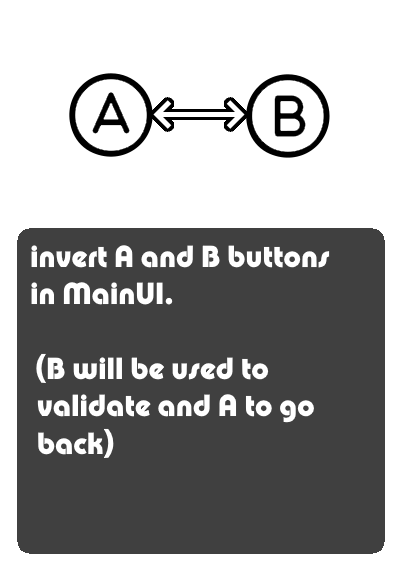 A B
invert A and B buttons
in MainUI.
(B will be used to
validate and A to go
back)